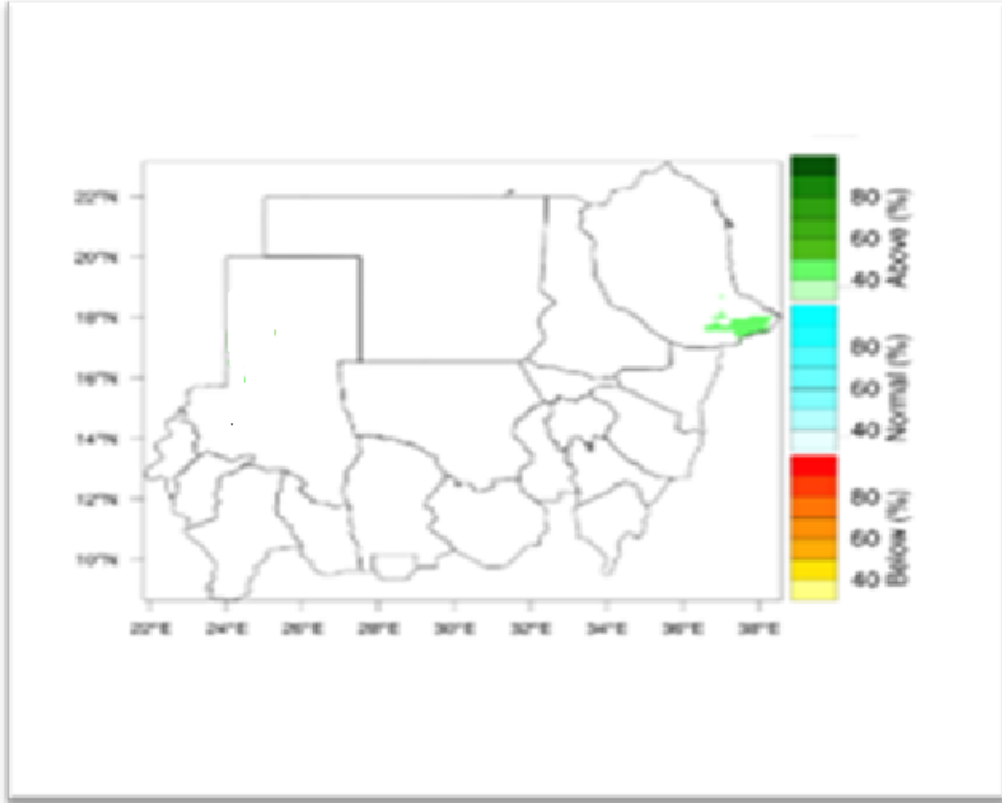 22°N
20°N
18°N
16°N
14°N
12°N
10°N
22°E
24°E
26°E
28°E
30°E
32°E
34°E
36°E
38°E
80
60
40
Above (%)
80
60
40
Normal (%)
80
60
40
Below (%)